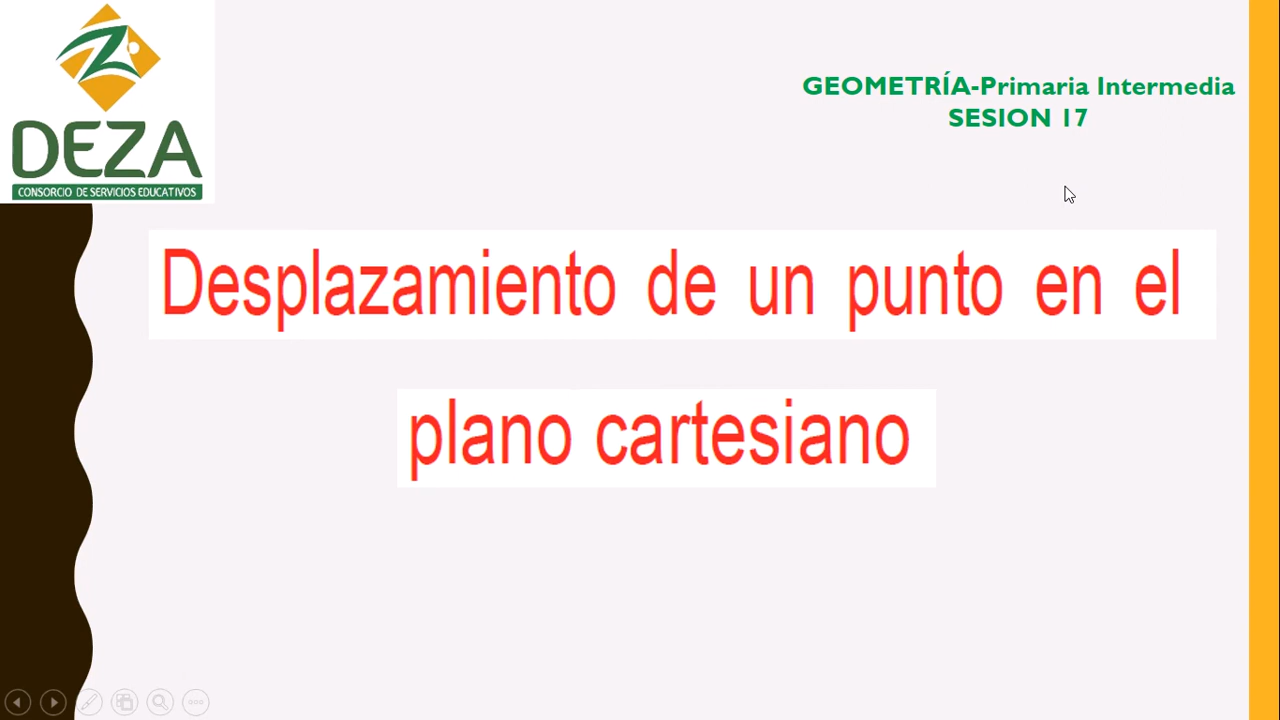 DEZA
CONSORCIO DE SERVICIOS EDUCATIVOS
GEOMETRÍA-Primaria Intermedia
SESION 17
Desplazamiento de un punto en el
plano cartesiano